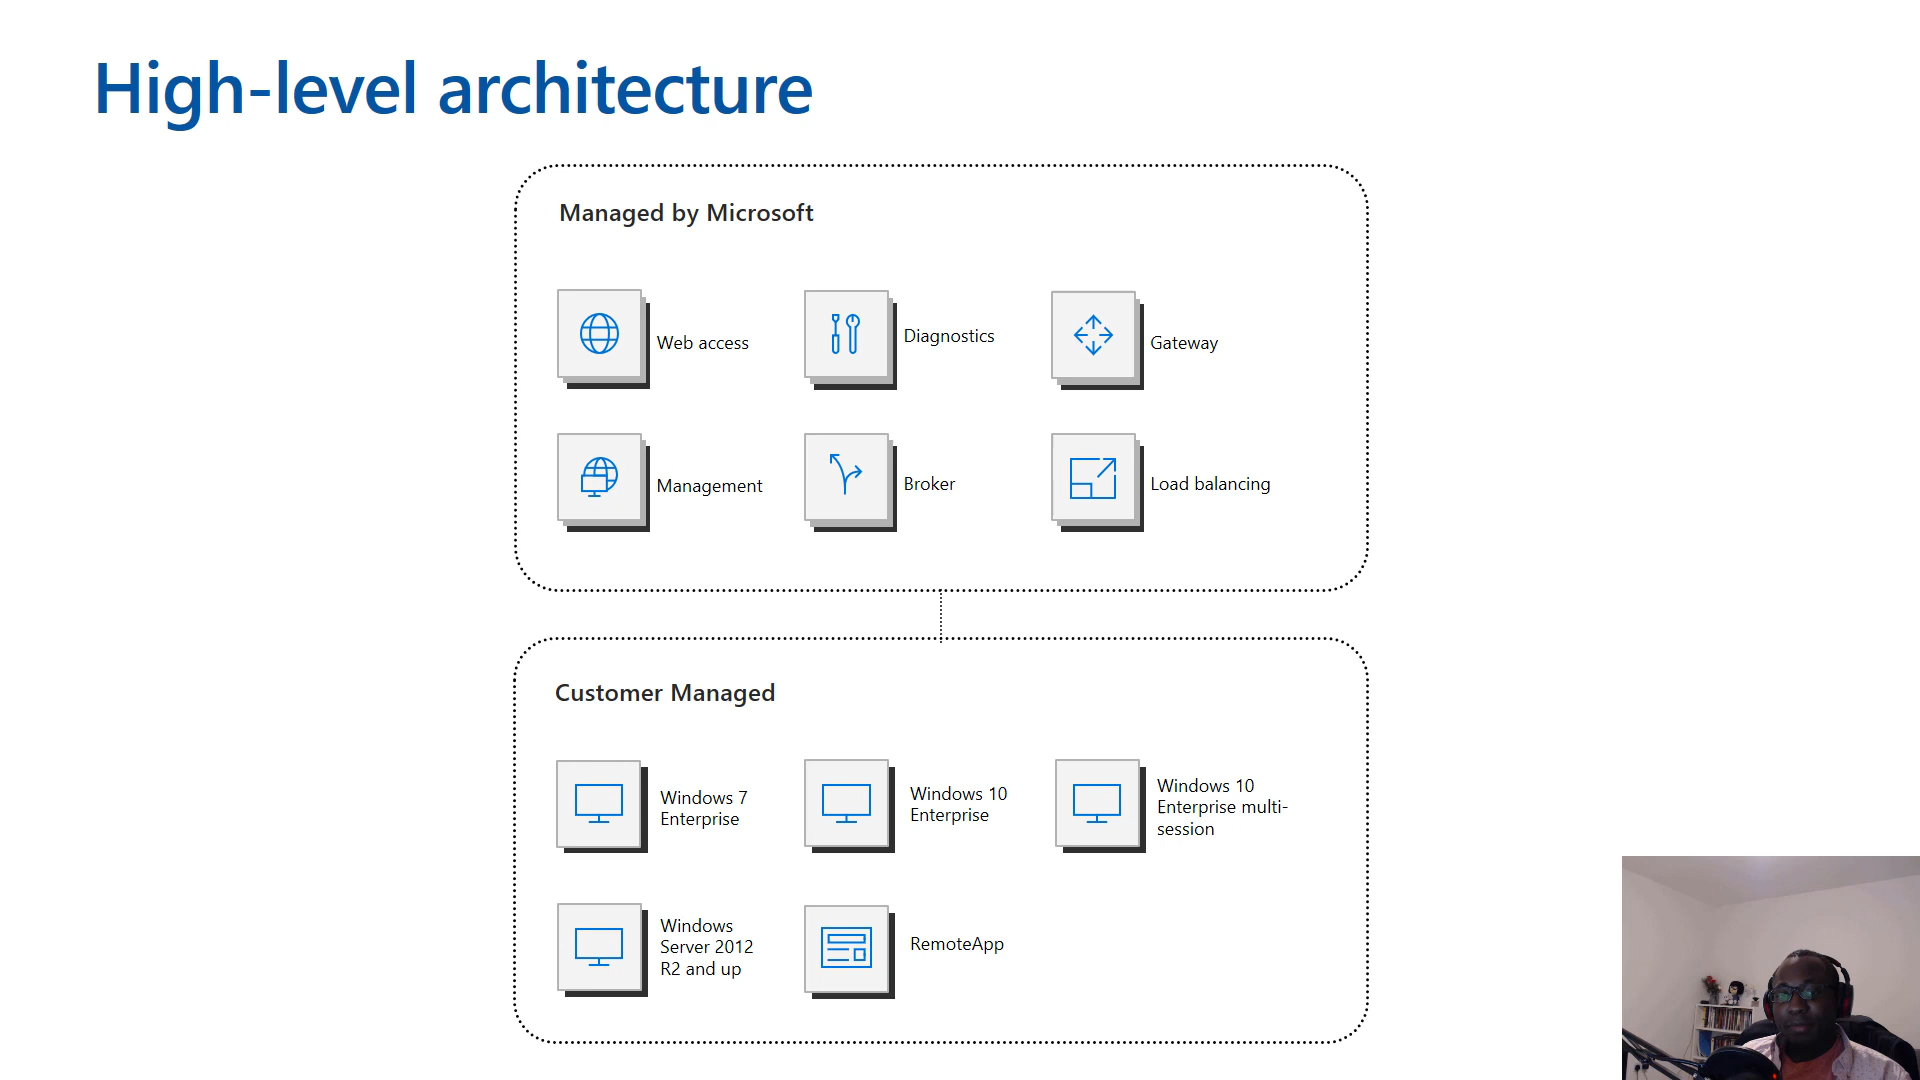 High-level architecture
Managed by Microsoft
Web access
Diagnostics
Gateway
Management
Broker
Load balancing
Customer Managed
Windows 7
Enterprise
Windows 10
Enterprise
Windows 10
Enterprise multi-
session
Windows
Server 2012
R2 and up
RemoteApp